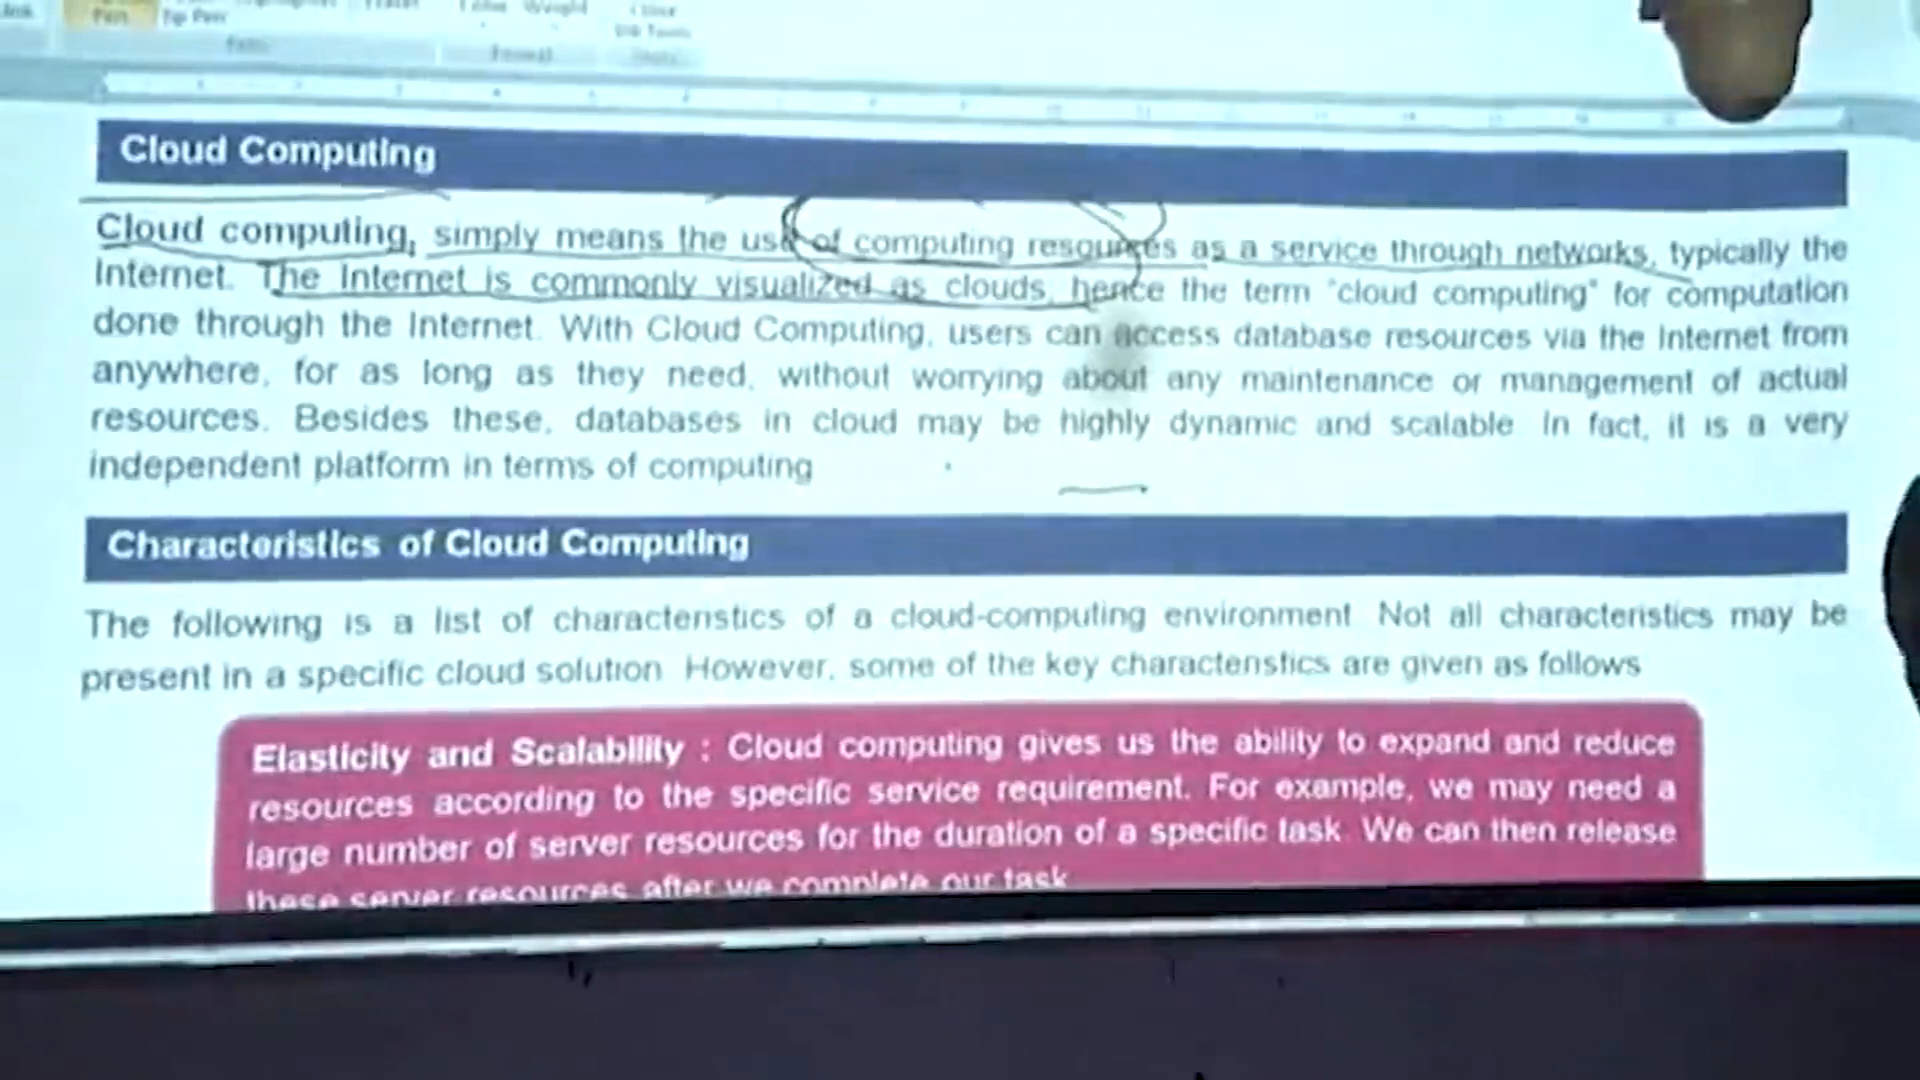 Pen
Cloud Computing
Cloud computing, simply means the use of computing resources as a service through networks, typically the
Internet. The Internet is commonly visualized as clouds, hence the term "cloud computing" for computation
done through the Internet. With Cloud Computing, users can access database resources via the Internet from
anywhere, for as long as they need, without worrying about any maintenance or management of actual
resources. Besides these, databases in cloud may be highly dynamic and scalable. In fact, it is a very
independent platform in terms of computing
Characteristics of Cloud Computing
The following is a list of characteristics of a cloud-computing environment. Not all characteristics may be
present in a specific cloud solution. However, some of the key characteristics are given as follows
Elasticity and Scalability : Cloud computing gives us the ability to expand and reduce
resources according to the specific service requirement. For example, we may need a
large number of server resources for the duration of a specific task. We can then release
these server resources after we complete our task